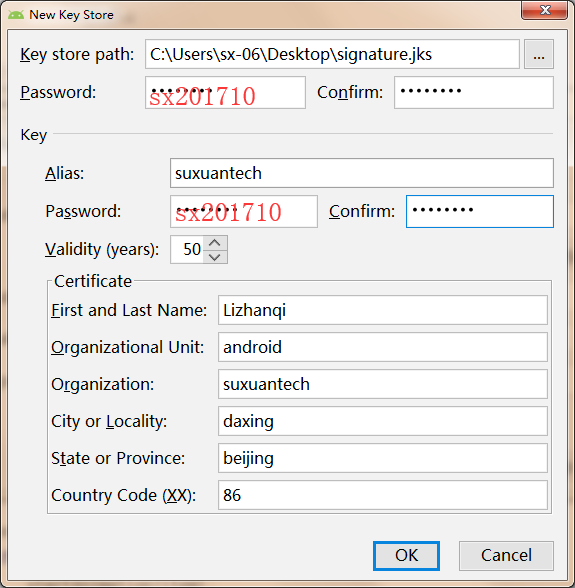 New Key Store
Key store path: C:\Users\sx-06\Desktop\signature.jks ...
Password: •••••••• sx201710 Confirm: ••••••••
Key
Alias: suxuantech
Password: •••••••• sx201710 Confirm: ••••••••
Validity (years): 50
Certificate
First and Last Name: Lizhanqi
Organizational Unit: android
Organization: suxuantech
City or Locality: daxing
State or Province: beijing
Country Code (XX): 86
OK Cancel